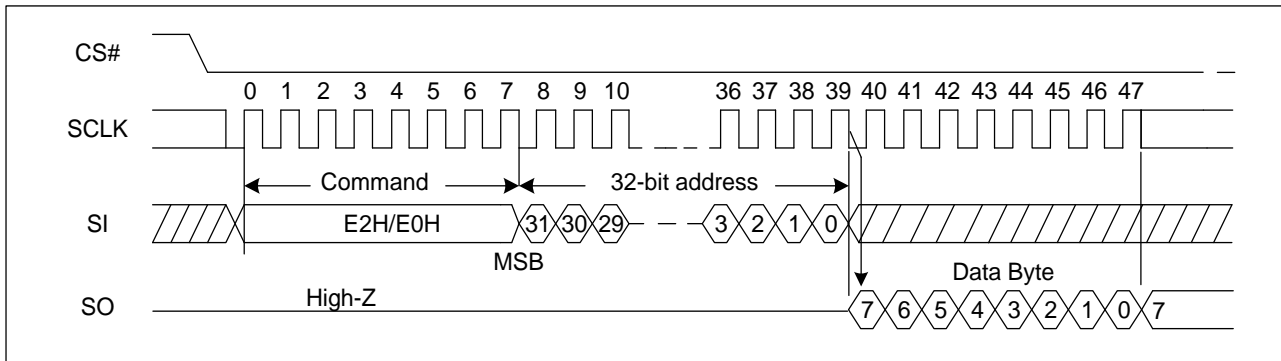 CS#
0 1 2 3 4 5 6 7 8 9 10 36 37 38 39 40 41 42 43 44 45 46 47
SCLK
Command 32-bit address
SI E2H/E0H 31 30 29 3 2 1 0
MSB Data Byte
High-Z
SO 7 6 5 4 3 2 1 0 7